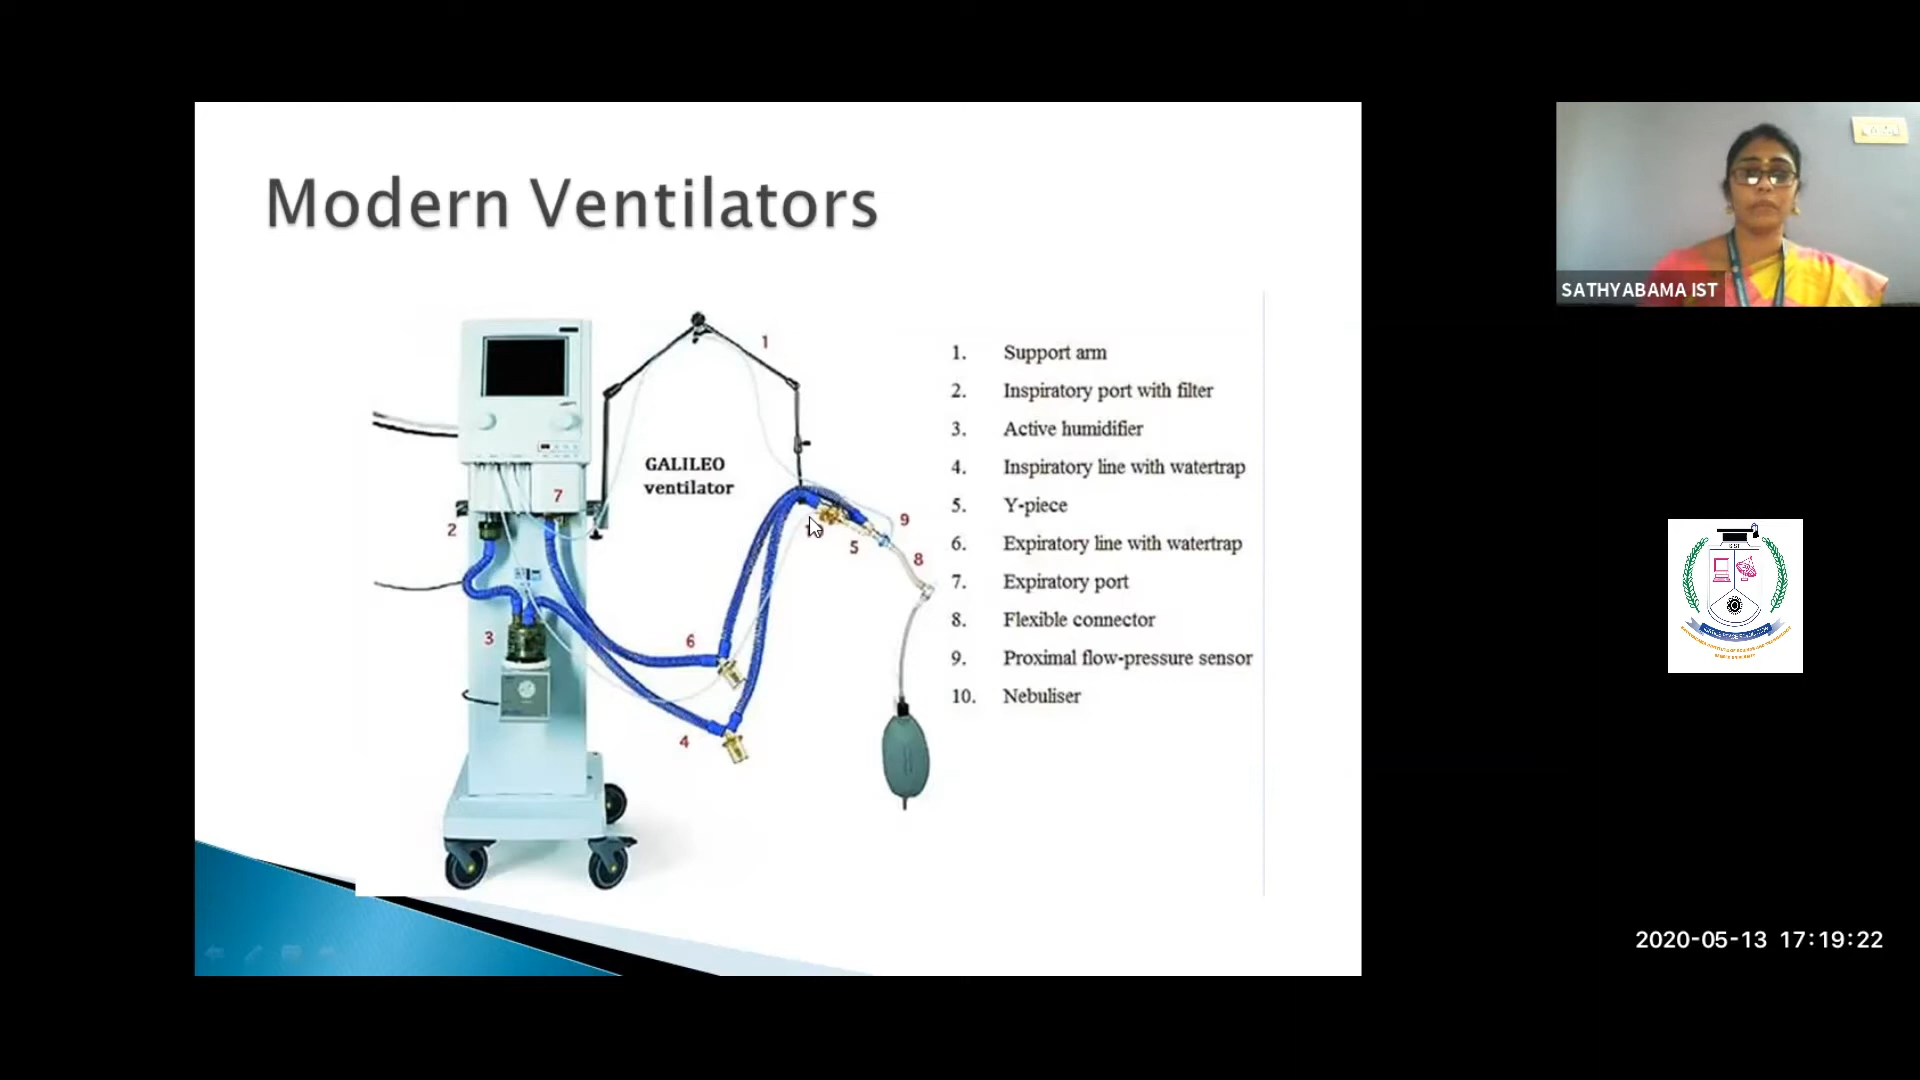 Modern Ventilators
GALILEO
ventilator
1
2
3
4
5
6
7
8
9
1. Support arm
2. Inspiratory port with filter
3. Active humidifier
4. Inspiratory line with watertrap
5. Y-piece
6. Expiratory line with watertrap
7. Expiratory port
8. Flexible connector
9. Proximal flow-pressure sensor
10. Nebuliser
SATHYABAMA IST
2020-05-13 17:19:22